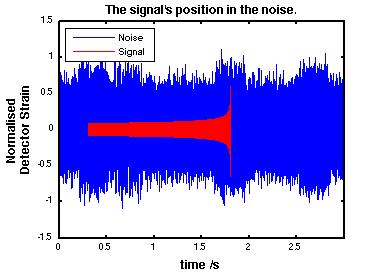 The signal's position in the noise.
Noise
Signal
Normalised
Detector Strain
1.5
1
0.5
0
-0.5
-1
-1.5
0 0.5 1 1.5 2 2.5
time /s